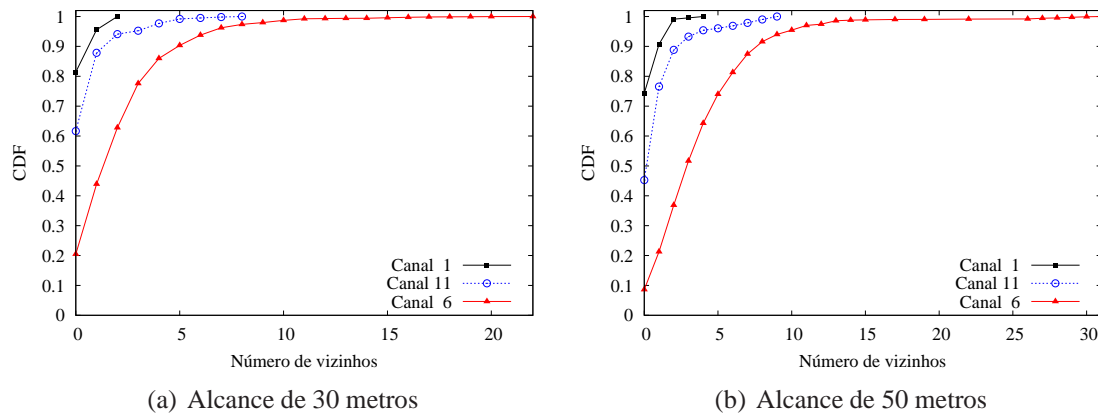 1
0.9
0.8
0.7
0.6
0.5
0.4
0.3
0.2
0.1
0
CDF
0 5 10 15 20
Número de vizinhos
Canal 1
Canal 11
Canal 6
(a) Alcance de 30 metros
1
0.9
0.8
0.7
0.6
0.5
0.4
0.3
0.2
0.1
0
CDF
0 5 10 15 20 25 30
Número de vizinhos
Canal 1
Canal 11
Canal 6
(b) Alcance de 50 metros